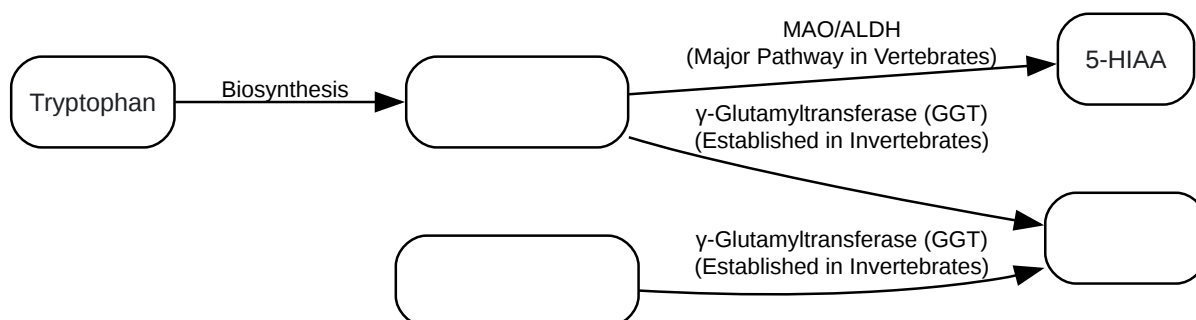 MAO/ALDH
(Major Pathway in Vertebrates)
5-HIAA
Tryptophan
Biosynthesis
γ-Glutamyltransferase (GGT)
(Established in Invertebrates)
γ-Glutamyltransferase (GGT)
(Established in Invertebrates)